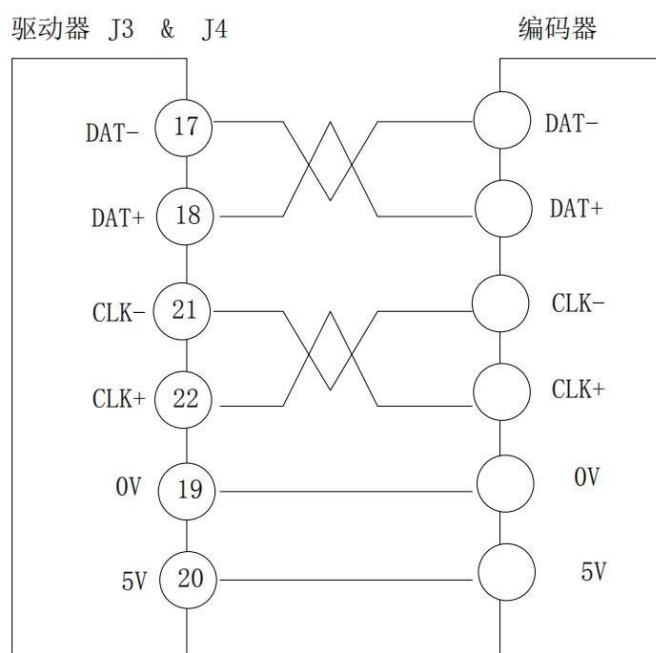 驱动器 J3 & J4 编码器
DAT- 17 DAT-
DAT+ 18 DAT+
CLK- 21 CLK-
CLK+ 22 CLK+
0V 19 0V
5V 20 5V